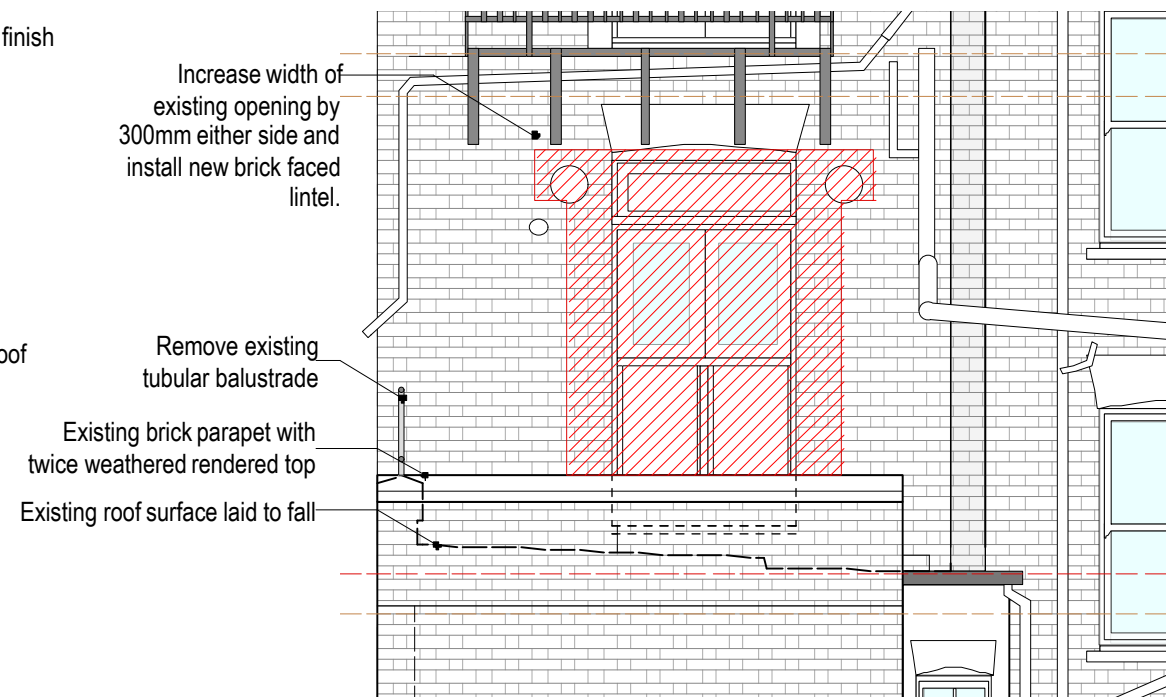 finish
Increase width of
existing opening by
300mm either side and
install new brick faced
lintel.
oof
Remove existing
tubular balustrade
Existing brick parapet with
twice weathered rendered top
Existing roof surface laid to fall